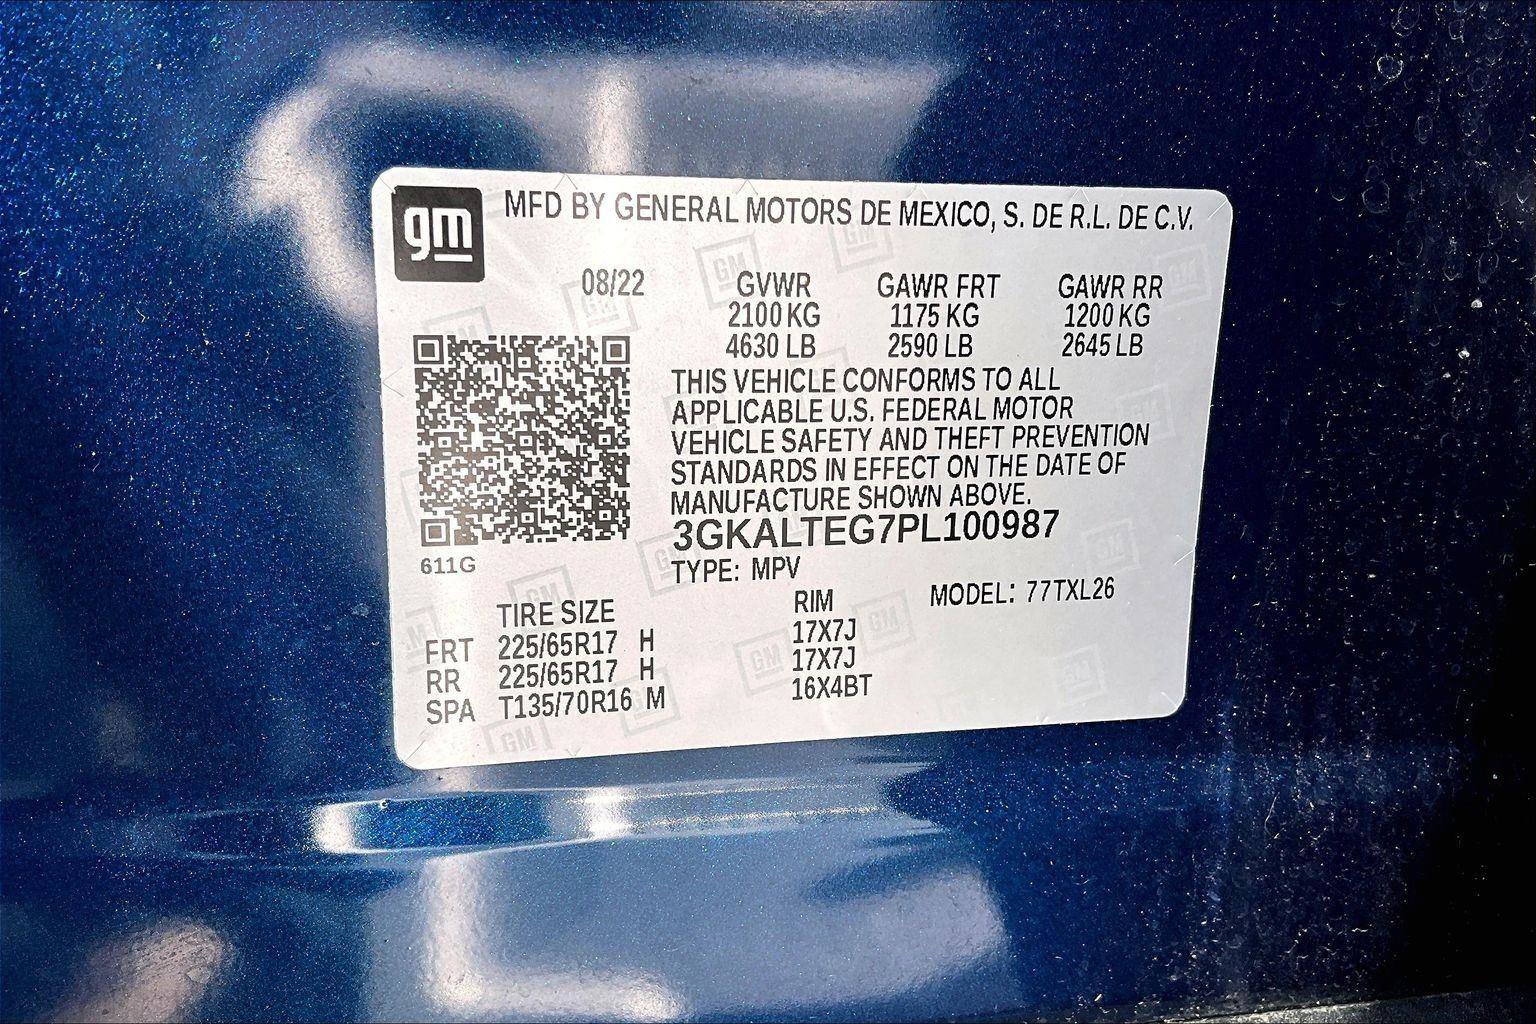 gm MFD BY GENERAL MOTORS DE MEXICO, S. DE R.L. DE C.V.
08/22 GVWR GAWR FRT GAWR RR
2100 KG 1175 KG 1200 KG
4630 LB 2590 LB 2645 LB
THIS VEHICLE CONFORMS TO ALL
APPLICABLE U.S. FEDERAL MOTOR
VEHICLE SAFETY AND THEFT PREVENTION
STANDARDS IN EFFECT ON THE DATE OF
MANUFACTURE SHOWN ABOVE.
3GKALTEG7PL100987
611G
TYPE: MPV
TIRE SIZE RIM MODEL: 77TXL26
FRT 225/65R17 H 17X7J
RR 225/65R17 H 17X7J
SPA T135/70R16 M 16X4BT